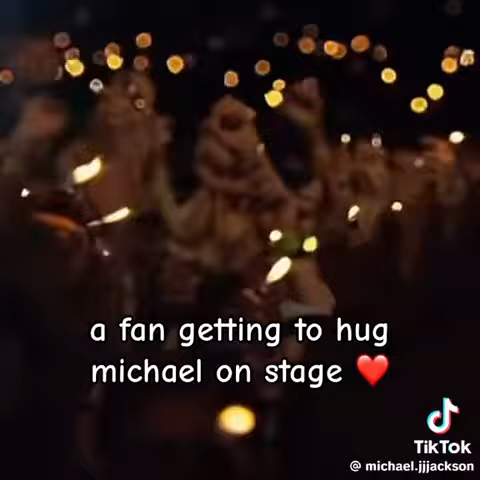 a fan getting to hug
michael on stage ❤️
TikTok
@ michael.jjjackson